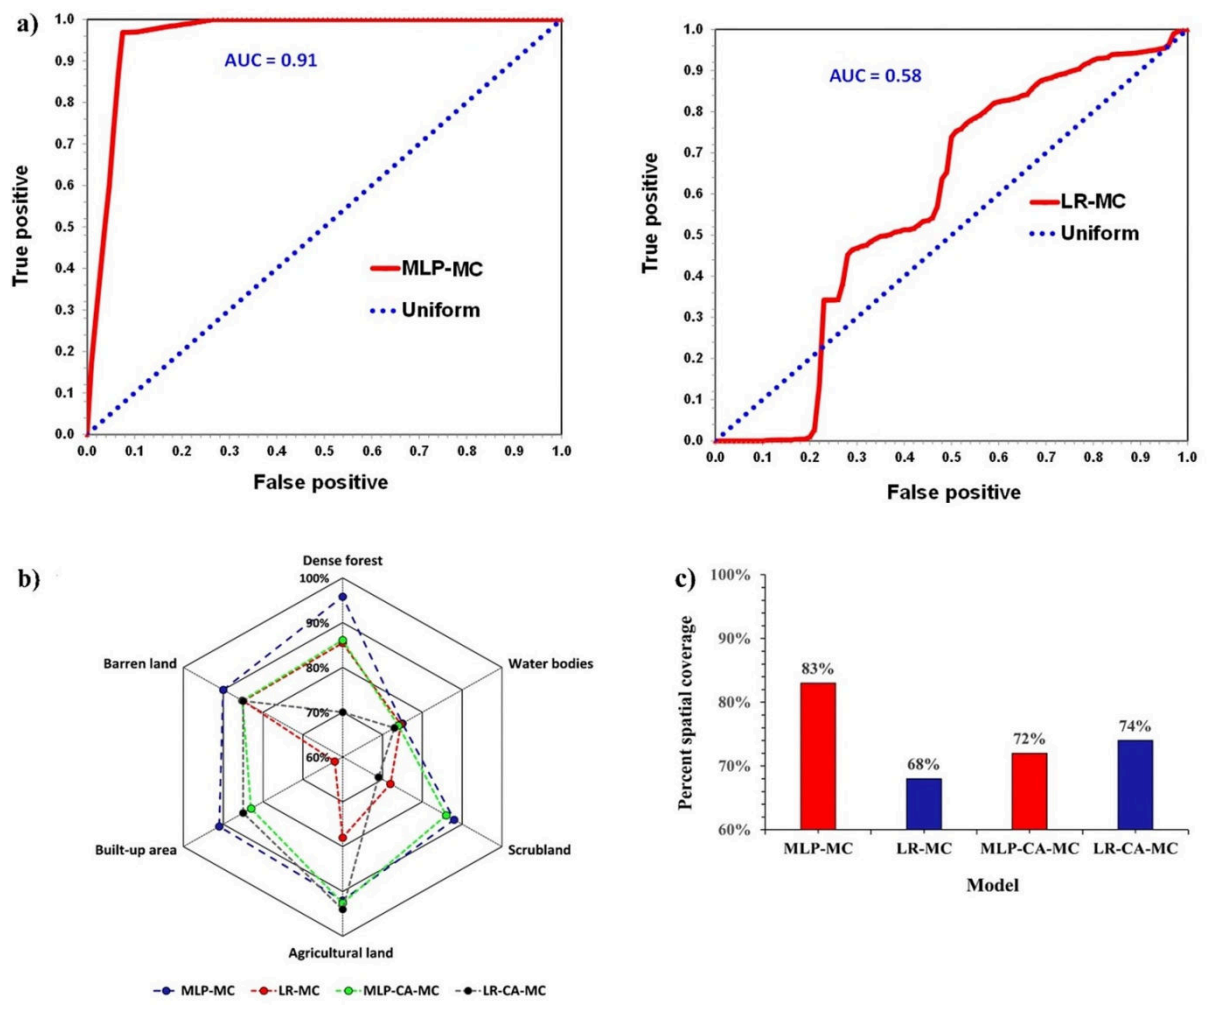 a)
1.0
0.9
0.8
0.7
0.6
0.5
0.4
0.3
0.2
0.1
0.0
True positive
AUC = 0.91
MLP-MC
Uniform
0.0 0.1 0.2 0.3 0.4 0.5 0.6 0.7 0.8 0.9 1.0
False positive
1.0
0.9
0.8
0.7
0.6
0.5
0.4
0.3
0.2
0.1
0.0
True positive
AUC = 0.58
LR-MC
Uniform
0.0 0.1 0.2 0.3 0.4 0.5 0.6 0.7 0.8 0.9 1.0
False positive
b)
Dense forest
100%
90%
80%
70%
60%
Barren land
Water bodies
Built-up area
Scrubland
Agricultural land
MLP-MC LR-MC MLP-CA-MC LR-CA-MC
c)
100%
90%
80%
70%
60%
Percent spatial coverage
83%
68%
72%
74%
MLP-MC LR-MC MLP-CA-MC LR-CA-MC
Model